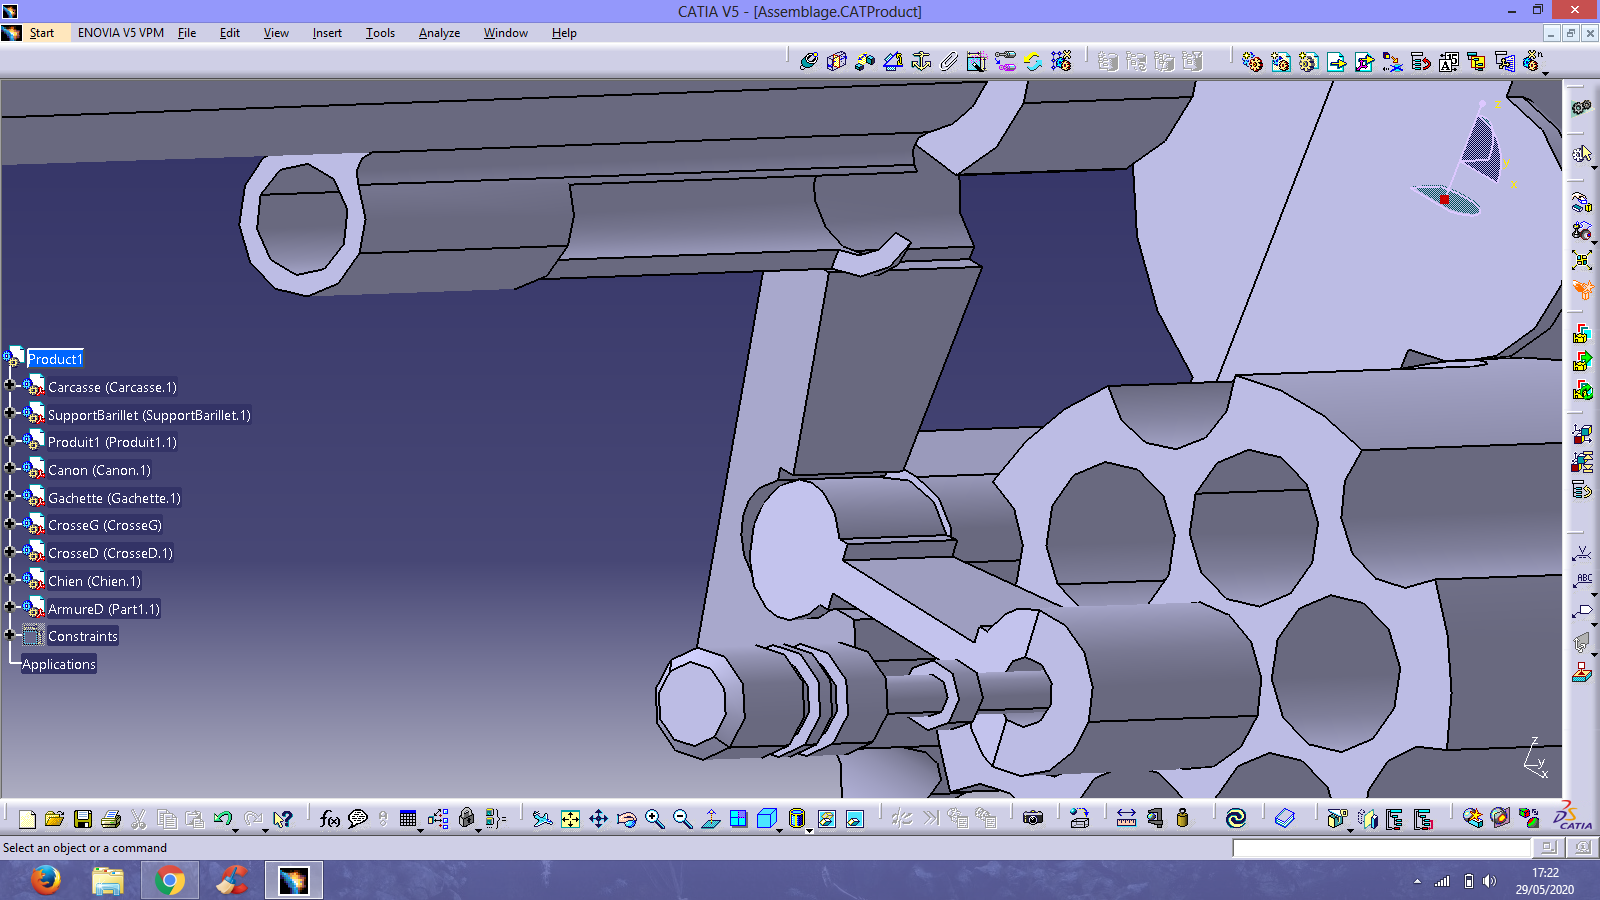 CATIA V5 - [Assemblage.CATProduct]
Start ENOVIA V5 VPM File Edit View Insert Tools Analyze Window Help
z
y
x
Product1
Carcasse (Carcasse.1)
SupportBarillet (SupportBarillet.1)
Produit1 (Produit1.1)
Canon (Canon.1)
Gachette (Gachette.1)
CrosseG (CrosseG)
CrosseD (CrosseD.1)
Chien (Chien.1)
ArmureD (Part1.1)
Constraints
Applications
ABC
z
y
x
f(x)
CATIA
Select an object or a command
17:22
29/05/2020